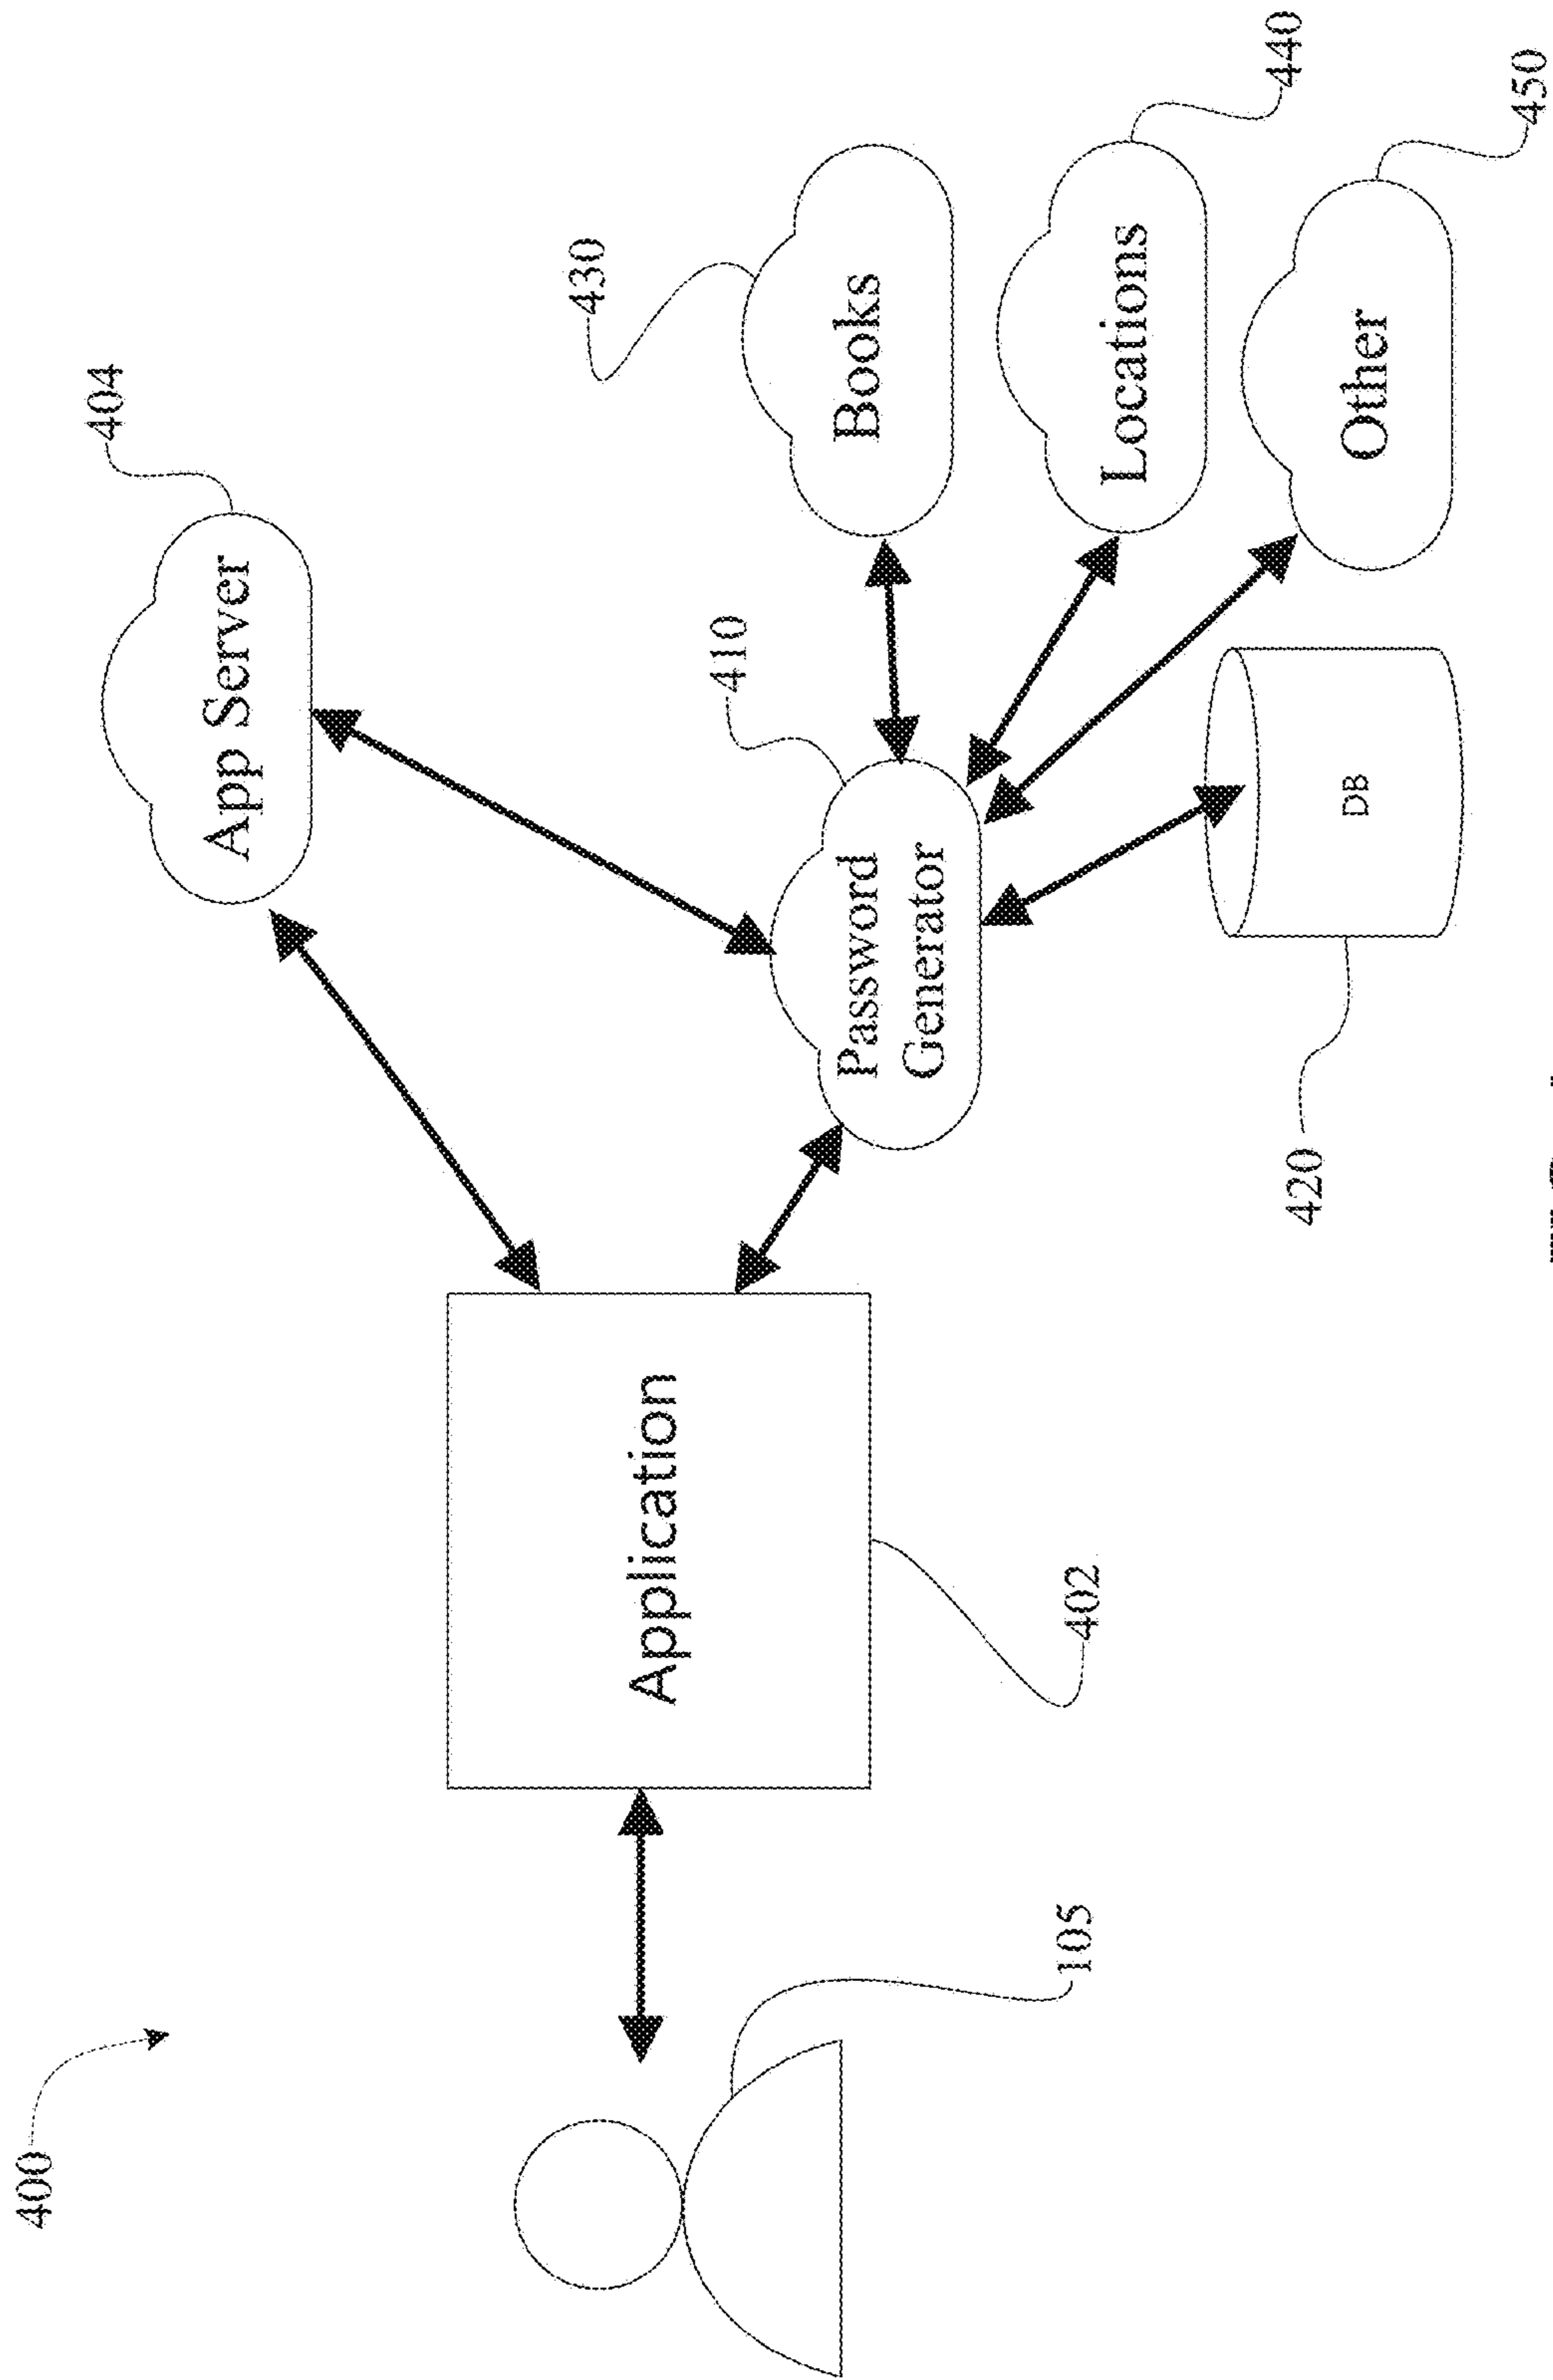 400
404
App Server
430
Books
410
Password
Generator
440
Locations
Application
450
Other
DB
420
402
105